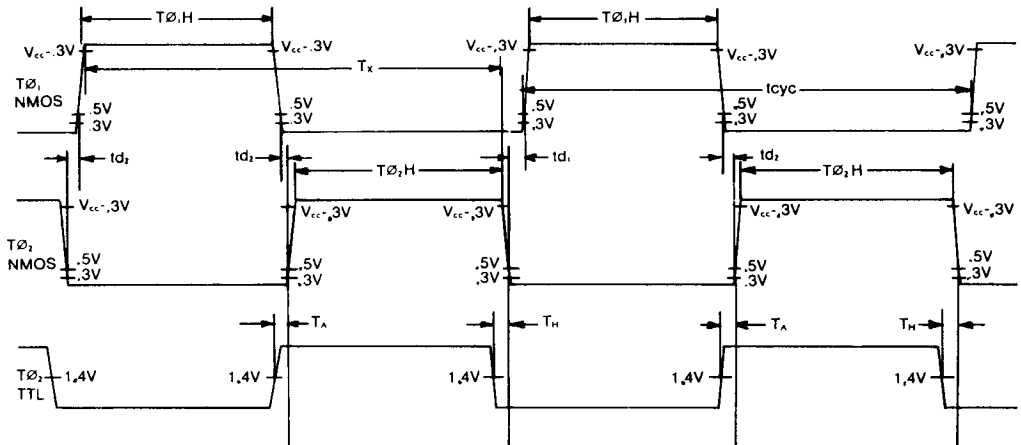 TØ₁H TØ₁H
Vcc-.3V Vcc-.3V Vcc-.3V Vcc-.3V Vcc-.3V
Tx
tcyc
TØ₁
NMOS
.5V .5V .5V .5V .5V
.3V .3V .3V .3V .3V
td₂ td₂ td₁ td₂
TØ₂H TØ₂H
Vcc-.3V Vcc-.3V Vcc-.3V Vcc-.3V Vcc-.3V
TØ₂
NMOS
.5V .5V .5V .5V .5V
.3V .3V .3V .3V .3V
TA TH TA TH
TØ₂
TTL
1.4V 1.4V 1.4V 1.4V 1.4V